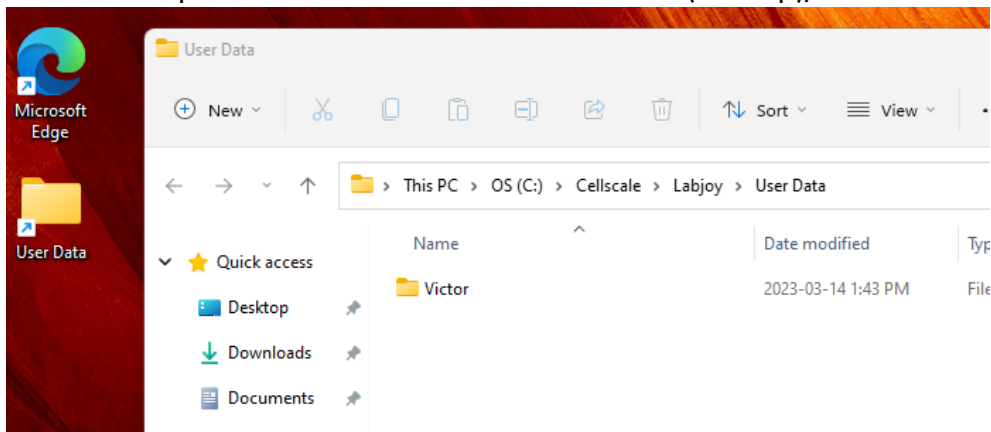 User Data
Microsoft
Edge
New
Sort
View
This PC > OS (C:) > Cellscale > Labjoy > User Data
User Data
Name
Date modified
Quick access
Victor
2023-03-14 1:43 PM
Desktop
Downloads
Documents